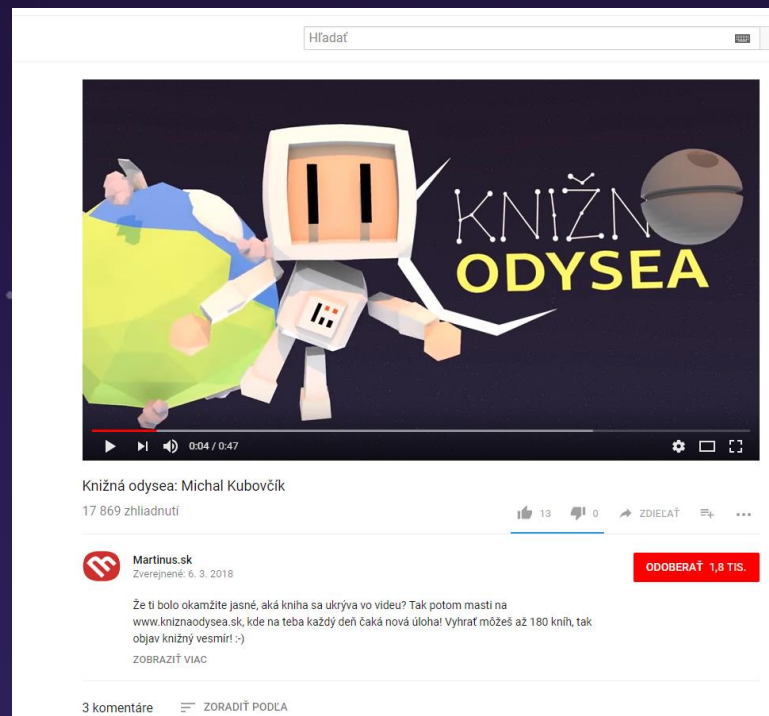 Hľadať
KNIŽN
ODYSEA
0:04 / 0:47
Knižná odysea: Michal Kubovčík
17 869 zhliadnutí
13
0
ZDIEĽAŤ
Martinus.sk
Zverejnené: 6. 3. 2018
ODOBERAŤ 1,8 TIS.
Že ti bolo okamžite jasné, aká kniha sa ukrýva vo videu? Tak potom masti na
www.kniznaodysea.sk, kde na teba každý deň čaká nová úloha! Vyhrať môžeš až 180 kníh, tak
objav knižný vesmír! :-)
ZOBRAZIŤ VIAC
3 komentáre
ZORADIŤ PODĽA